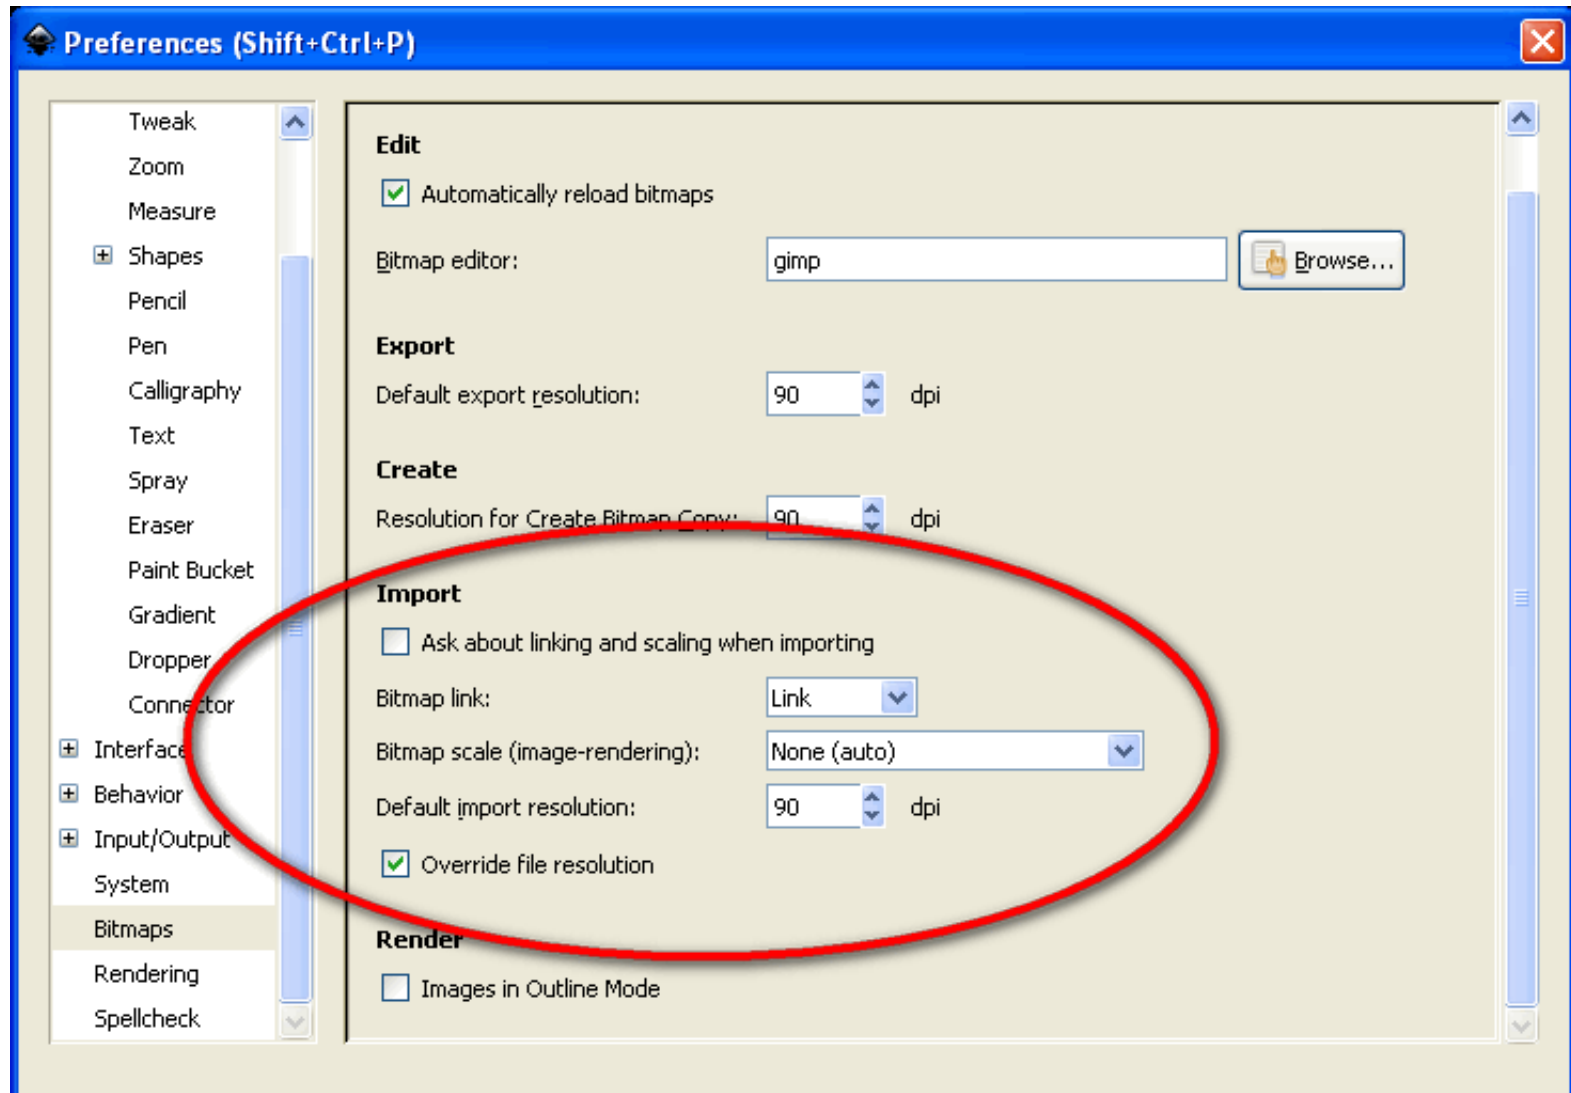 Preferences (Shift+Ctrl+P)
Tweak
Zoom
Measure
Shapes
Pencil
Pen
Calligraphy
Text
Spray
Eraser
Paint Bucket
Gradient
Dropper
Connector
Interface
Behavior
Input/Output
System
Bitmaps
Rendering
Spellcheck
Edit
Automatically reload bitmaps
Bitmap editor: gimp Browse...
Export
Default export resolution: 90 dpi
Create
Resolution for Create Bitmap Copy: 90 dpi
Import
Ask about linking and scaling when importing
Bitmap link: Link
Bitmap scale (image-rendering): None (auto)
Default import resolution: 90 dpi
Override file resolution
Render
Images in Outline Mode